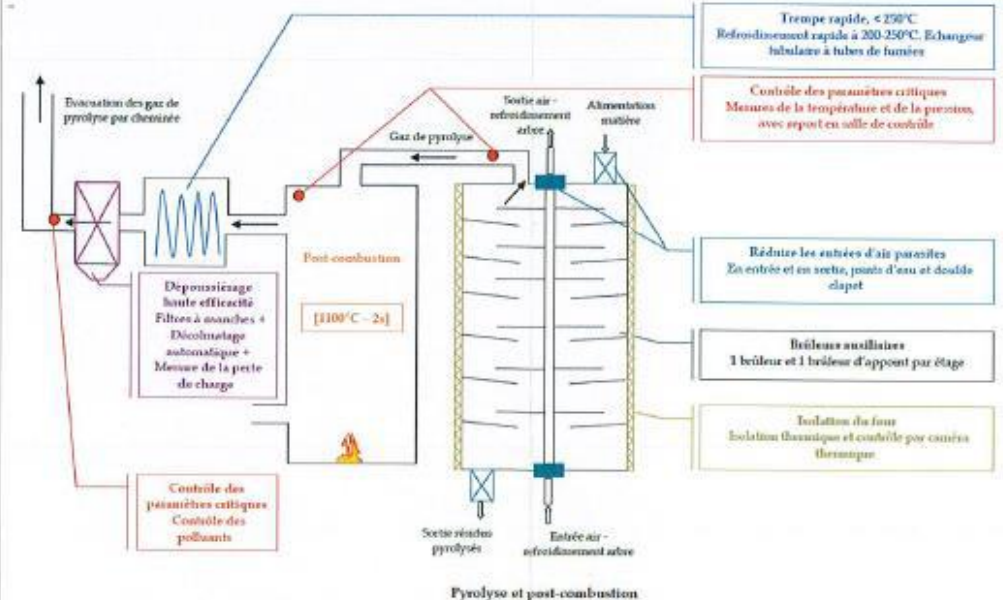 Trempe rapide, < 250°C
Refroidissement rapide à 200-250°C. Echangeur
tubulaire à tubes de fumées
Contrôle des paramètres critiques
Mesures de la température et de la pression,
avec report en salle de contrôle
Evacuation des gaz de
pyrolyse par cheminée
Sortie air -
refroidissement
arbre
Alimentation
matière
Gaz de pyrolyse
Post-combustion
[1100°C - 2s]
Réduire les entrées d'air parasites
En entrée et en sortie, joints d'eau et double
clapet
Dépoussiérage
haute efficacité
Filtres à manches +
Décolmatage
automatique +
Mesure de la perte
de charge
Brûleurs auxiliaires
1 brûleur et 1 brûleur d'appoint par étage
Isolation du four
Isolation thermique et contrôle par caméra
thermique
Contrôle des
paramètres critiques
Contrôle des
polluants
Sortie résidus
pyrolysés
Entrée air -
refroidissement arbre
Pyrolyse et post-combustion